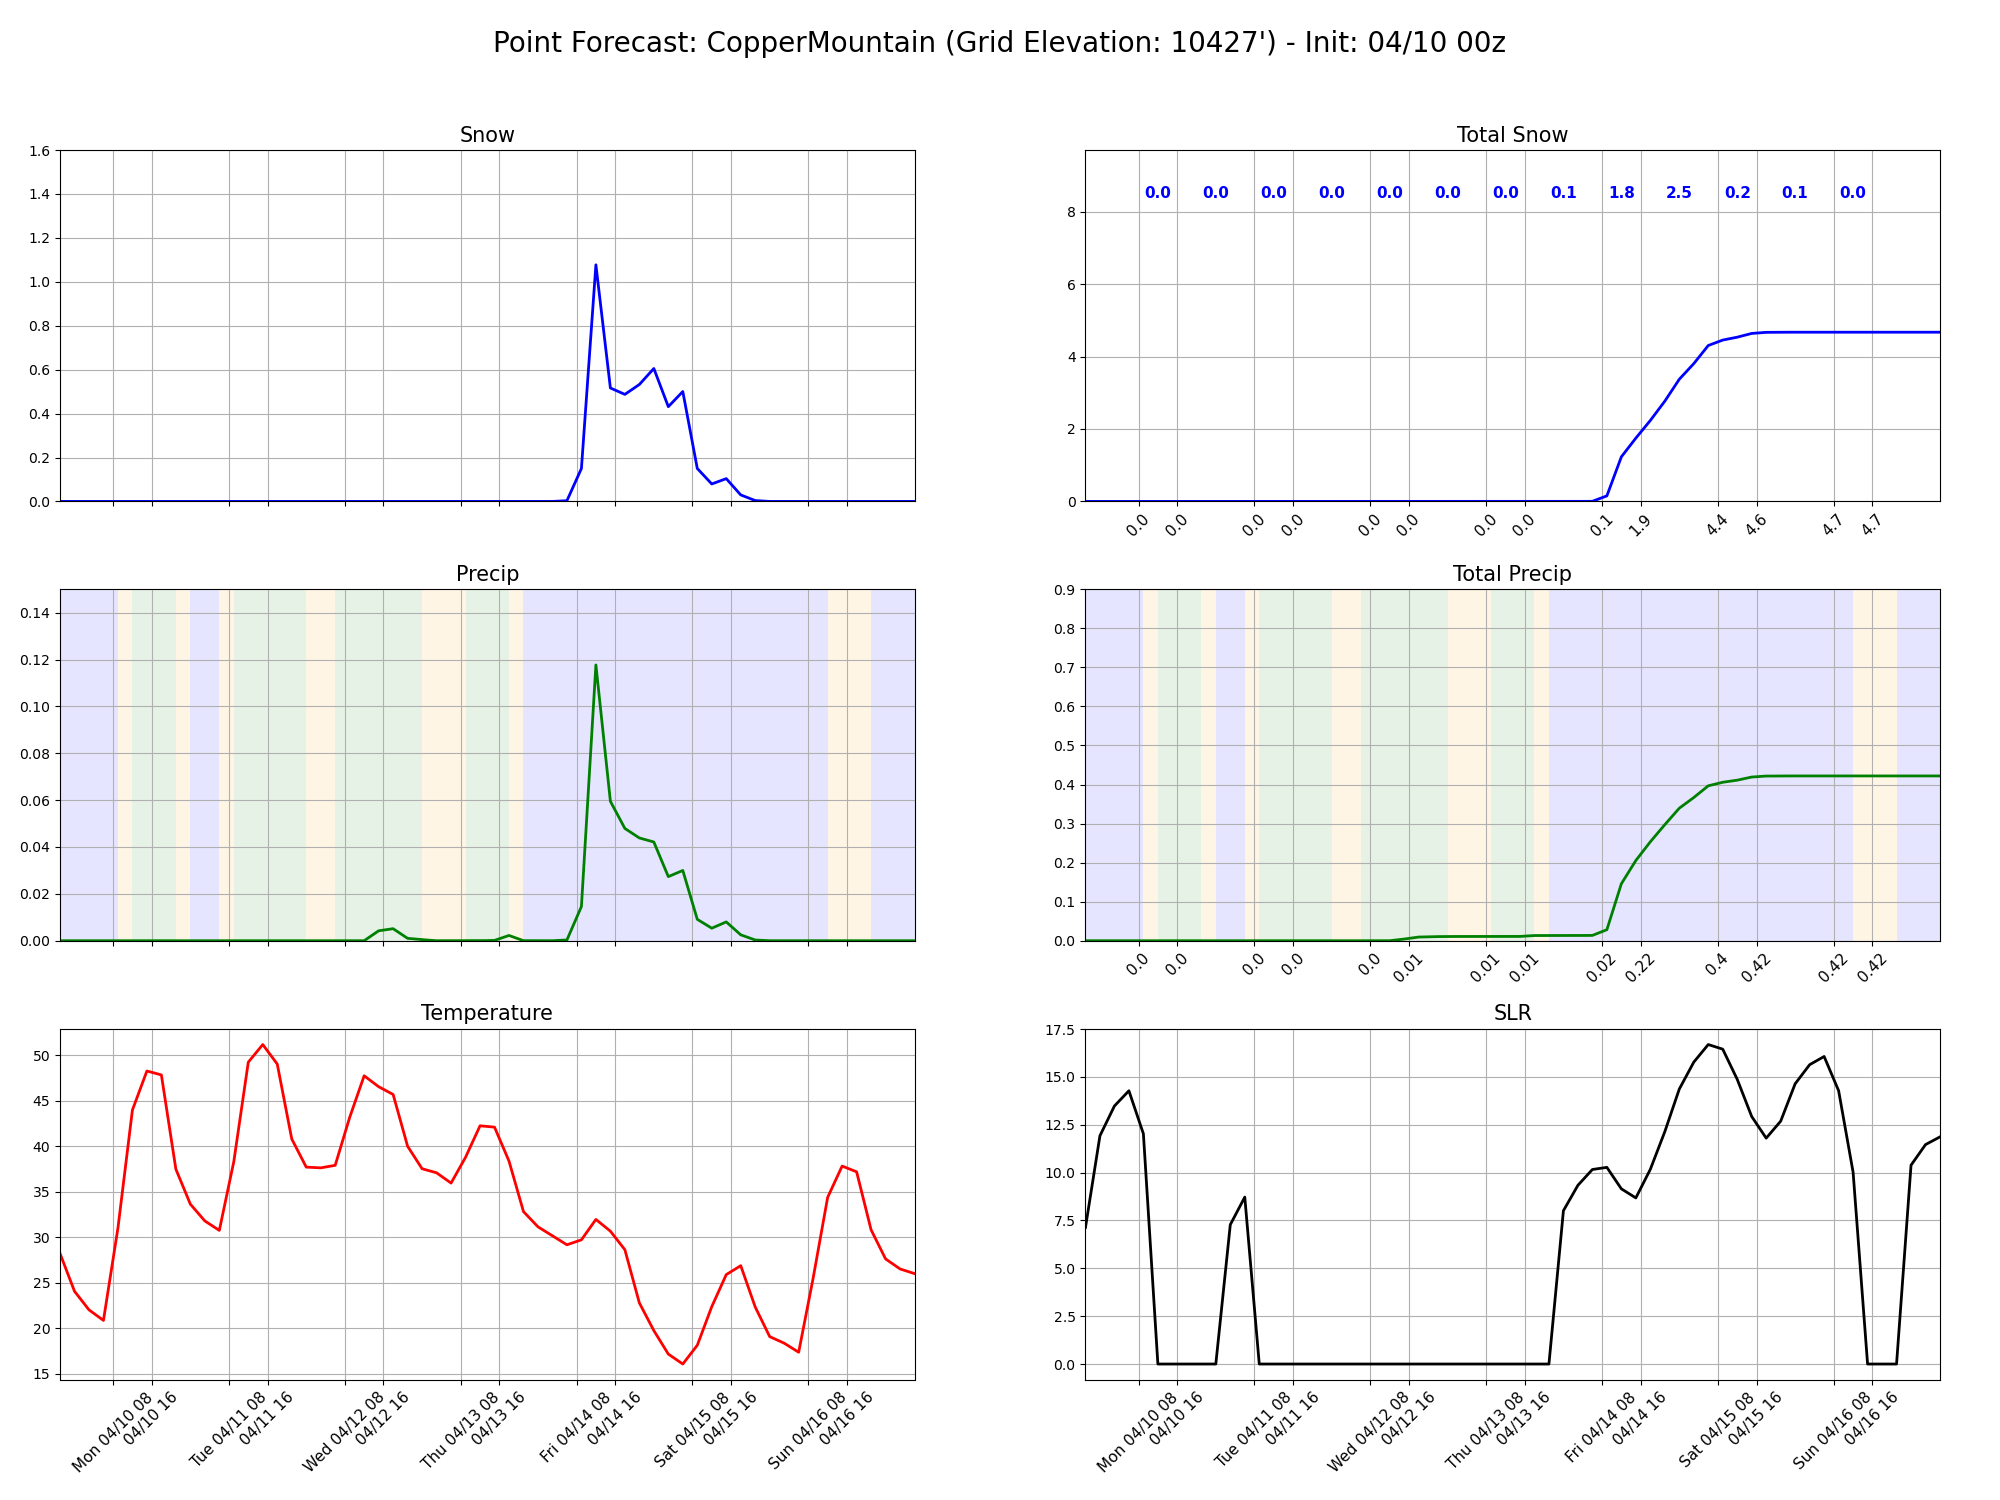 Point Forecast: CopperMountain (Grid Elevation: 10427') - Init: 04/10 00z
Snow
1.6
1.4
1.2
1.0
0.8
0.6
0.4
0.2
0.0
Total Snow
0.0 0.0 0.0 0.0 0.0 0.0 0.0 0.1 1.8 2.5 0.2 0.1 0.0
8
6
4
2
0
0.0 0.0 0.0 0.0 0.0 0.0 0.0 0.0 0.1 1.9 4.4 4.6 4.7 4.7
Precip
0.14
0.12
0.10
0.08
0.06
0.04
0.02
0.00
Total Precip
0.9
0.8
0.7
0.6
0.5
0.4
0.3
0.2
0.1
0.0
0.0 0.0 0.0 0.0 0.0 0.01 0.01 0.01 0.02 0.22 0.4 0.42 0.42 0.42
Temperature
50
45
40
35
30
25
20
15
Mon 04/10 08
04/10 16
Tue 04/11 08
04/11 16
Wed 04/12 08
04/12 16
Thu 04/13 08
04/13 16
Fri 04/14 08
04/14 16
Sat 04/15 08
04/15 16
Sun 04/16 08
04/16 16
SLR
17.5
15.0
12.5
10.0
7.5
5.0
2.5
0.0
Mon 04/10 08
04/10 16
Tue 04/11 08
04/11 16
Wed 04/12 08
04/12 16
Thu 04/13 08
04/13 16
Fri 04/14 08
04/14 16
Sat 04/15 08
04/15 16
Sun 04/16 08
04/16 16